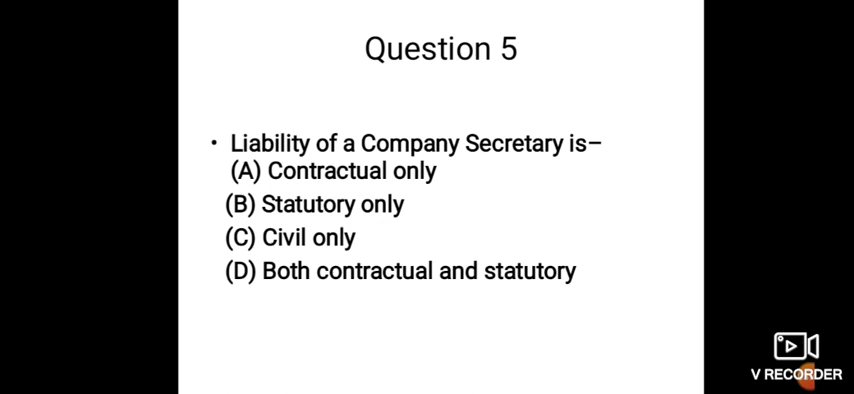 Question 5
• Liability of a Company Secretary is–
(A) Contractual only
(B) Statutory only
(C) Civil only
(D) Both contractual and statutory
V RECORDER